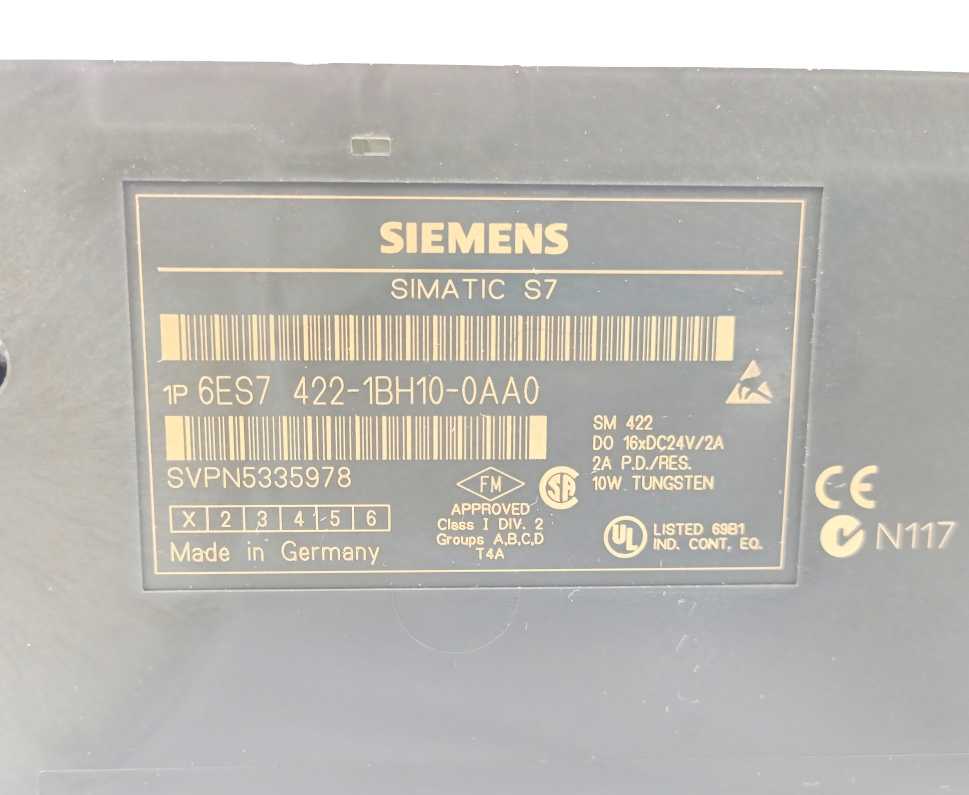 SIEMENS
SIMATIC S7
1P 6ES7 422-1BH10-0AA0
SVPN5335978
X 2 3 4 5 6
Made in Germany
FM
APPROVED
Class I DIV. 2
Groups A,B,C,D
T4A
SA
SM 422
DO 16xDC24V/2A
2A P.D./RES.
10W TUNGSTEN
UL
LISTED 69B1
IND. CONT. EQ.
CE
N117